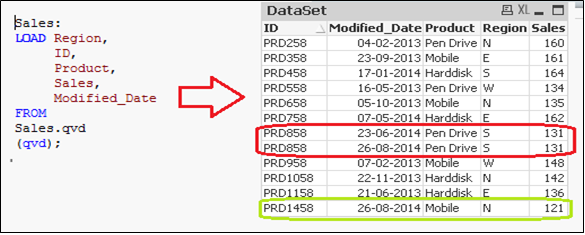 Sales:
LOAD Region,
ID,
Product,
Sales,
Modified_Date
FROM
Sales.qvd
(qvd);
DataSet XL
ID Modified_Date Product Region Sales
PRD258 04-02-2013 Pen Drive N 160
PRD358 23-09-2013 Mobile E 161
PRD458 17-01-2014 Harddisk S 164
PRD558 16-05-2013 Pen Drive W 134
PRD658 05-10-2013 Mobile N 135
PRD758 07-05-2014 Harddisk E 162
PRD858 23-06-2014 Pen Drive S 131
PRD858 26-08-2014 Pen Drive S 131
PRD958 07-02-2013 Mobile W 148
PRD1058 22-11-2013 Harddisk N 142
PRD1158 21-06-2013 Harddisk E 136
PRD1458 26-08-2014 Mobile N 121